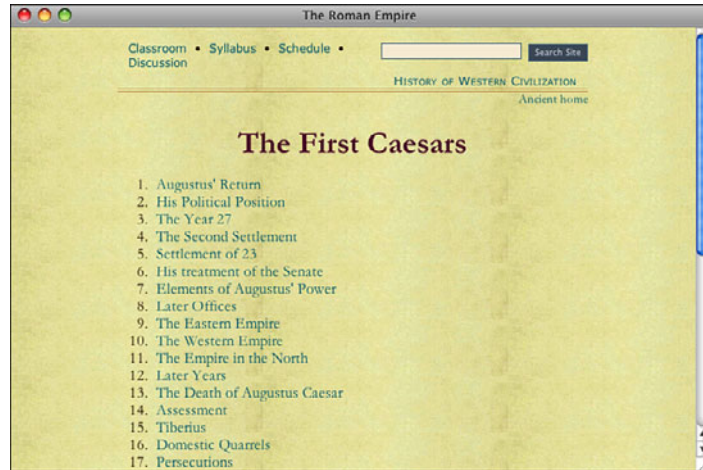 The Roman Empire
Classroom • Syllabus • Schedule •
Discussion
Search Site
HISTORY OF WESTERN CIVILIZATION
Ancient home
The First Caesars
1. Augustus' Return
2. His Political Position
3. The Year 27
4. The Second Settlement
5. Settlement of 23
6. His treatment of the Senate
7. Elements of Augustus' Power
8. Later Offices
9. The Eastern Empire
10. The Western Empire
11. The Empire in the North
12. Later Years
13. The Death of Augustus Caesar
14. Assessment
15. Tiberius
16. Domestic Quarrels
17. Persecutions